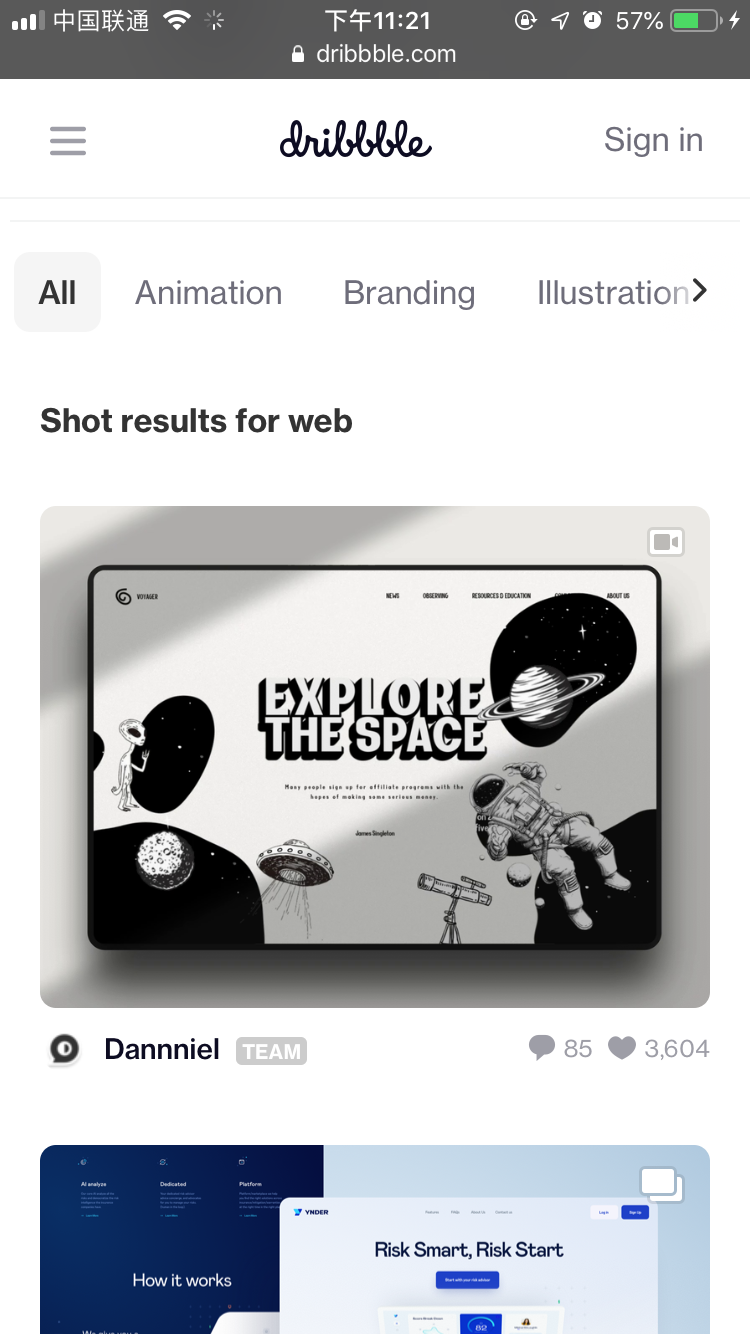 中国联通 下午11:21 57%
dribbble.com
dribbble Sign in
All Animation Branding Illustration
Shot results for web
VOYAGER NEWS OBSERVING RESOURCES & EDUCATION ABOUT US
EXPLORE
THE SPACE
Many people sign up for affiliate programs with the
hopes of making some serious money.
James Singleton
Dannniel TEAM 85 3,604
AI analyze Dedicated Platform
YNDER Features FAQs About Us Contact us Log in Sign Up
Risk Smart, Risk Start
Start with your risk advisor
How it works
82
We give you a